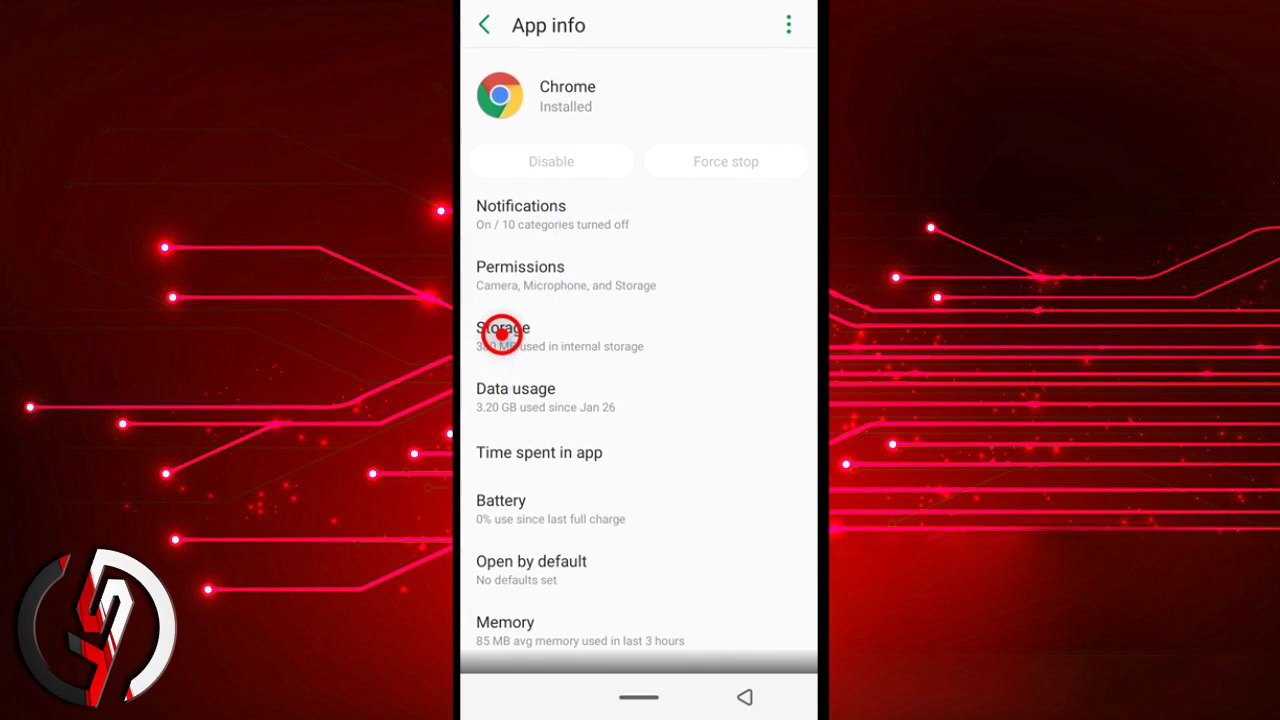 App info
Chrome
Installed
Disable
Force stop
Notifications
On / 10 categories turned off
Permissions
Camera, Microphone, and Storage
Storage
MB used in internal storage
Data usage
3.20 GB used since Jan 26
Time spent in app
Battery
0% use since last full charge
Open by default
No defaults set
Memory
85 MB avg memory used in last 3 hours